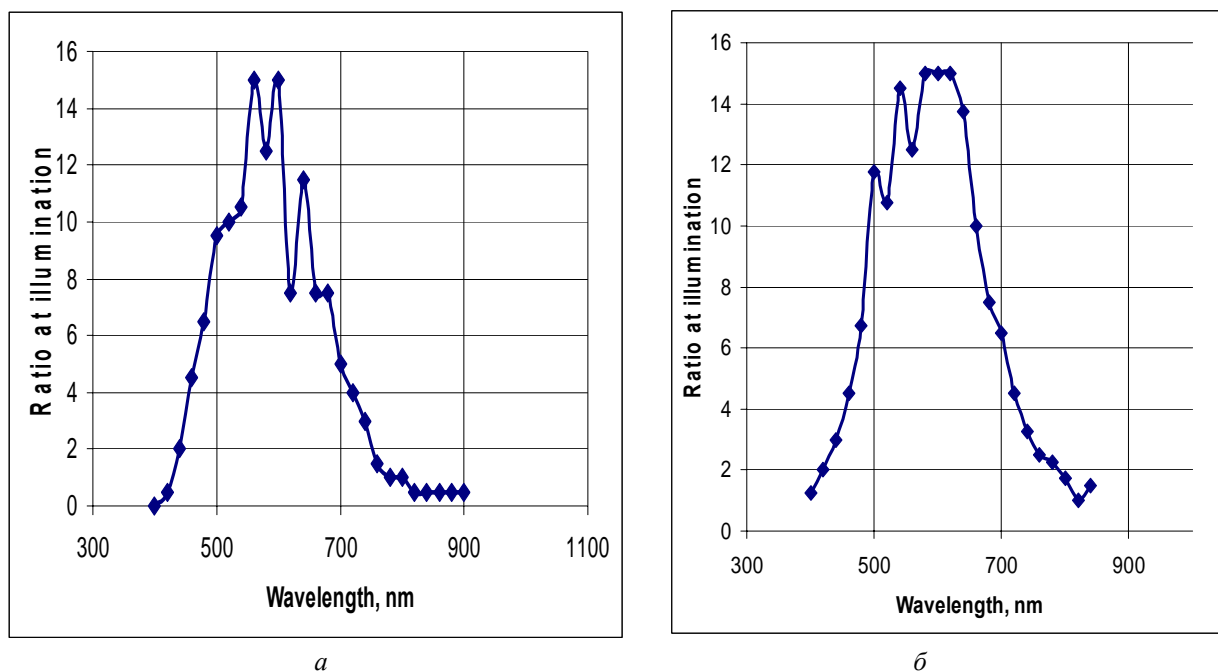 16
14
12
10
8
6
4
2
0
300 500 700 900 1100
Ratio at illumination
Wavelength, nm
а
16
14
12
10
8
6
4
2
0
300 500 700 900
Ratio at illumination
Wavelength, nm
б